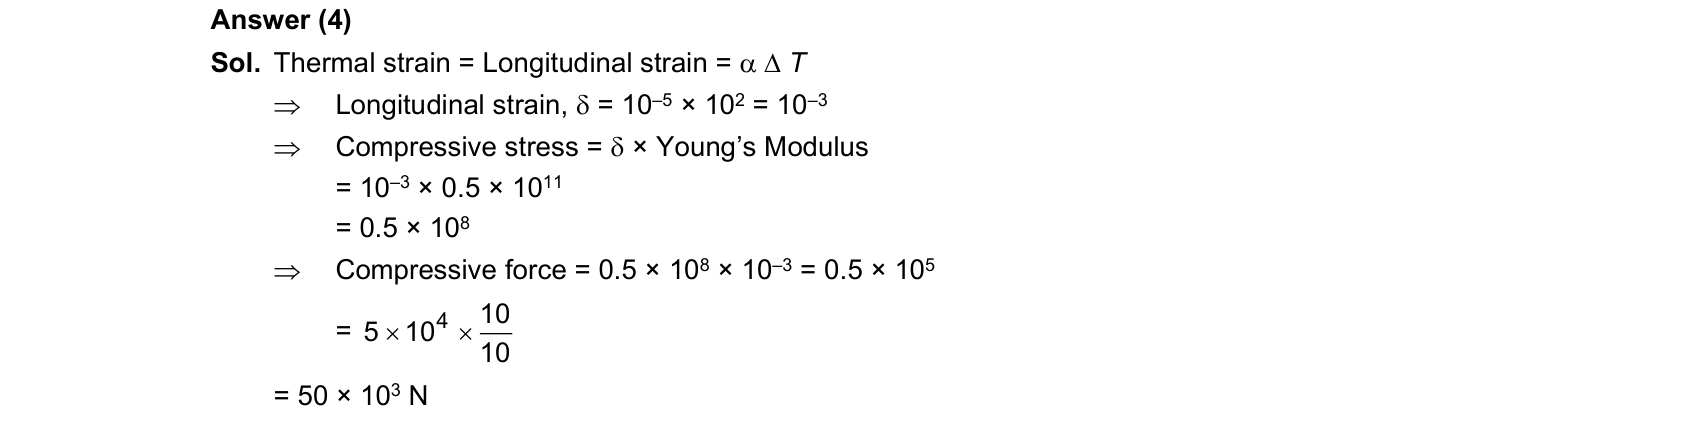 Answer (4)
Sol. Thermal strain = Longitudinal strain = α Δ T
⇒ Longitudinal strain, δ = 10⁻⁵ × 10² = 10⁻³
⇒ Compressive stress = δ × Young’s Modulus
= 10⁻³ × 0.5 × 10¹¹
= 0.5 × 10⁸
⇒ Compressive force = 0.5 × 10⁸ × 10⁻³ = 0.5 × 10⁵
= 5 × 10⁴ × 10/10
= 50 × 10³ N